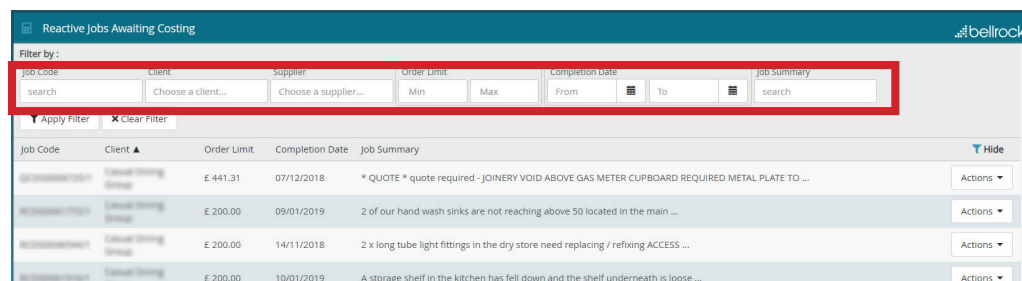 Reactive Jobs Awaiting Costing
bellrock
Filter by :
Job Code Client Supplier Order Limit Completion Date Job Summary
search Choose a client... Choose a supplier... Min Max From To search
Apply Filter Clear Filter
Job Code Client ▲ Order Limit Completion Date Job Summary Hide
£ 441.31 07/12/2018 * QUOTE * quote required - JOINERY VOID ABOVE GAS METER CUPBOARD REQUIRED METAL PLATE TO ... Actions
£ 200.00 09/01/2019 2 of our hand wash sinks are not reaching above 50 located in the main ... Actions
£ 200.00 14/11/2018 2 x long tube light fittings in the dry store need replacing / refixing ACCESS ... Actions
£ 200.00 10/01/2019 A storage shelf in the kitchen has fell down and the shelf underneath is loose ... Actions